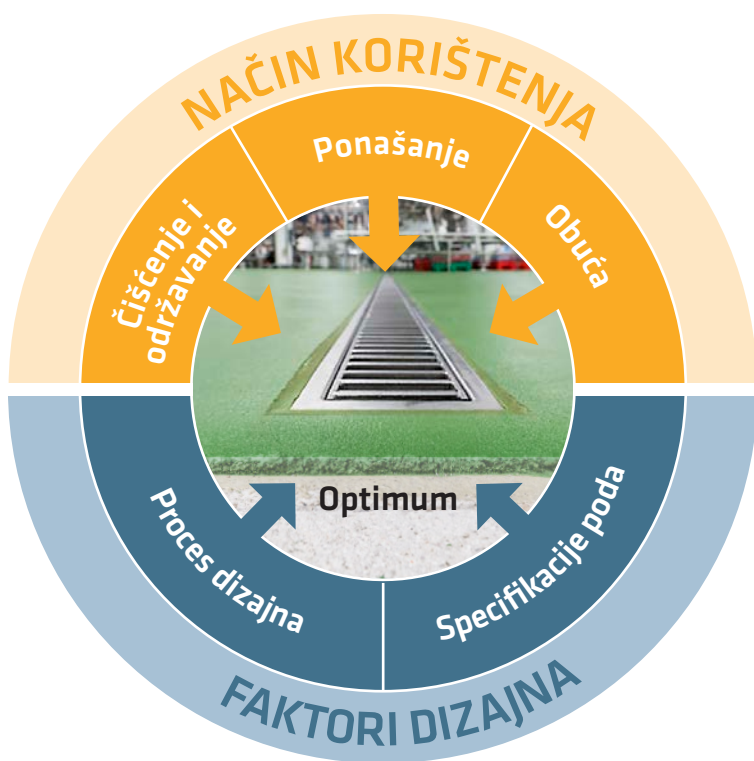 NAČIN KORIŠTENJA
Ponašanje
Čišćenje i
održavanje
Obuća
Optimum
Proces dizajna
Specifikacije poda
FAKTORI DIZAJNA